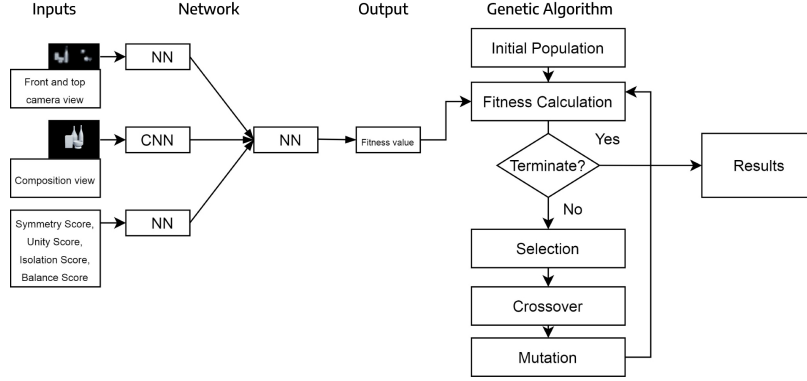 Inputs
Network
Output
Genetic Algorithm
NN
Front and top
camera view
CNN
Composition view
NN
Symmetry Score,
Unity Score,
Isolation Score,
Balance Score
NN
Fitness value
Initial Population
Fitness Calculation
Terminate?
Yes
Results
No
Selection
Crossover
Mutation